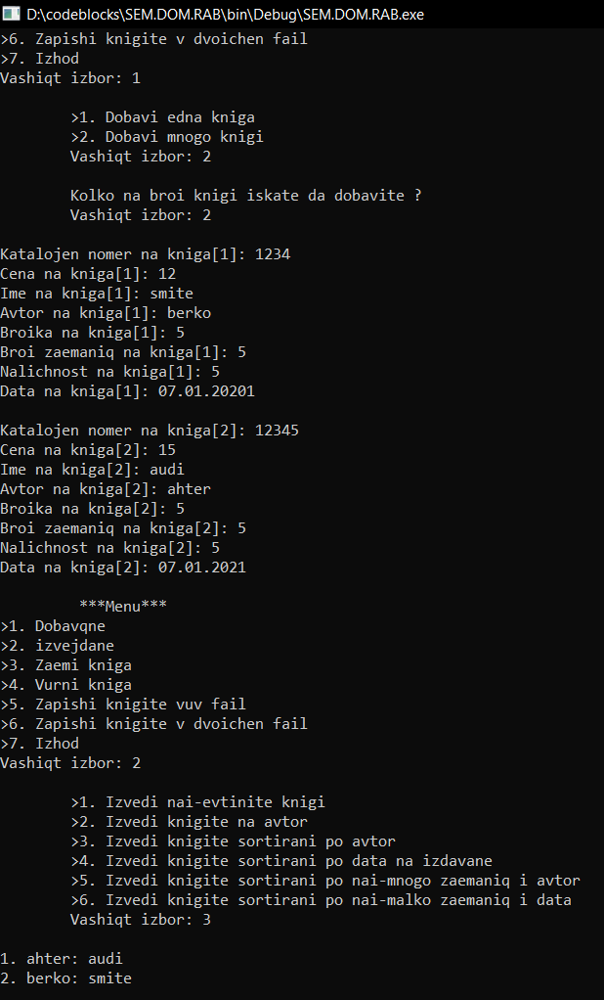 D:\codeblocks\SEM.DOM.RAB\bin\Debug\SEM.DOM.RAB.exe
>6. Zapishi knigite v dvoichen fail
>7. Izhod
Vashiqt izbor: 1
>1. Dobavi edna kniga
>2. Dobavi mnogo knigi
Vashiqt izbor: 2
Kolko na broi knigi iskate da dobavite ?
Vashiqt izbor: 2
Katalojen nomer na kniga[1]: 1234
Cena na kniga[1]: 12
Ime na kniga[1]: smite
Avtor na kniga[1]: berko
Broika na kniga[1]: 5
Broi zaemaniq na kniga[1]: 5
Nalichnost na kniga[1]: 5
Data na kniga[1]: 07.01.20201
Katalojen nomer na kniga[2]: 12345
Cena na kniga[2]: 15
Ime na kniga[2]: audi
Avtor na kniga[2]: ahter
Broika na kniga[2]: 5
Broi zaemaniq na kniga[2]: 5
Nalichnost na kniga[2]: 5
Data na kniga[2]: 07.01.2021
***Menu***
>1. Dobavqne
>2. izvejdane
>3. Zaemi kniga
>4. Vurni kniga
>5. Zapishi knigite vuv fail
>6. Zapishi knigite v dvoichen fail
>7. Izhod
Vashiqt izbor: 2
>1. Izvedi nai-evtinite knigi
>2. Izvedi knigite na avtor
>3. Izvedi knigite sortirani po avtor
>4. Izvedi knigite sortirani po data na izdavane
>5. Izvedi knigite sortirani po nai-mnogo zaemaniq i avtor
>6. Izvedi knigite sortirani po nai-malko zaemaniq i data
Vashiqt izbor: 3
1. ahter: audi
2. berko: smite